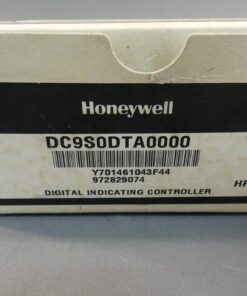 Honeywell
DC9S0DTA0000
Y701461043F44
972829074
DIGITAL INDICATING CONTROLLER